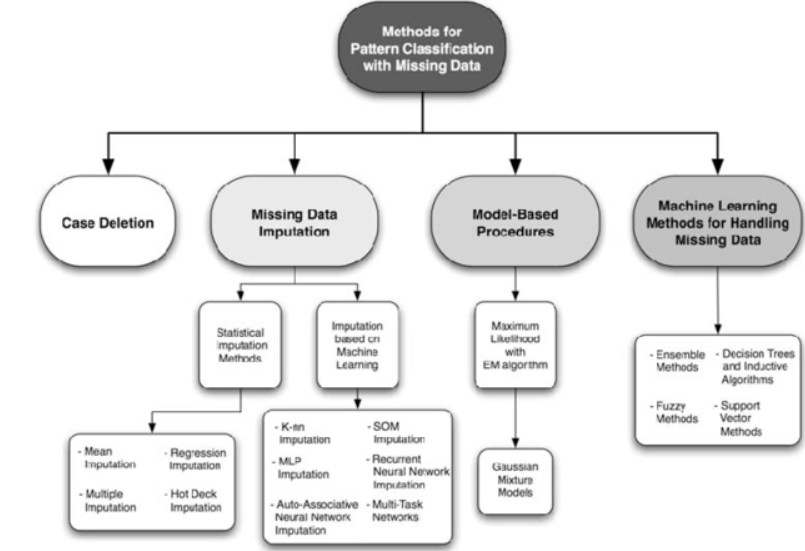 Methods for
Pattern Classification
with Missing Data
Case Deletion
Missing Data
Imputation
Model-Based
Procedures
Machine Learning
Methods for Handling
Missing Data
Statistical
Imputation
Methods
Imputation
based on
Machine
Learning
Maximum
Likelihood
with
EM algorithm
- Ensemble
Methods
- Decision Trees
and Inductive
Algorithms
- Fuzzy
Methods
- Support
Vector
Methods
- Mean
Imputation
- Regression
Imputation
- Multiple
Imputation
- Hot Deck
Imputation
- K-nn
Imputation
- SOM
Imputation
- MLP
Imputation
- Recurrent
Neural Network
Imputation
- Auto-Associative
Neural Network
Imputation
- Multi-Task
Networks
Gaussian
Mixture
Models